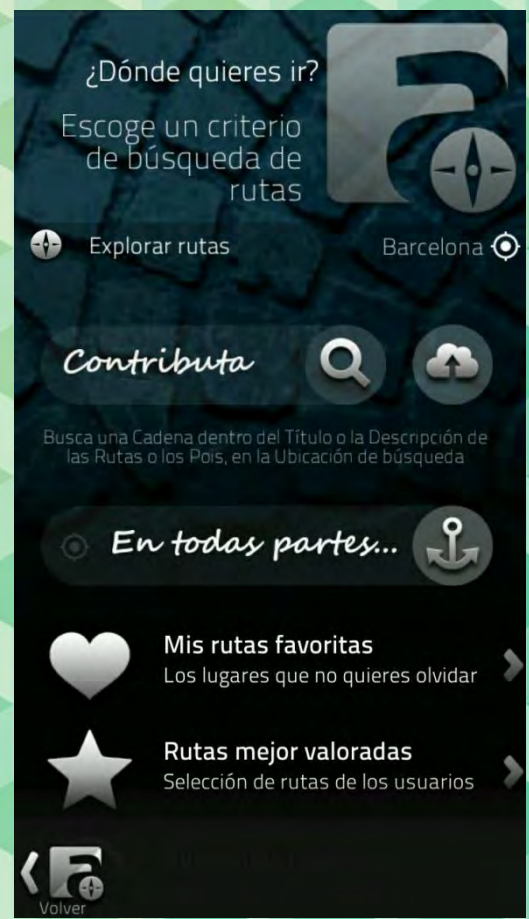 ¿Dónde quieres ir?
Escoge un criterio
de búsqueda de
rutas
Explorar rutas
Barcelona
Contributa
Busca una Cadena dentro del Título o la Descripción de
las Rutas o los Pois, en la Ubicación de búsqueda
En todas partes...
Mis rutas favoritas
Los lugares que no quieres olvidar
Rutas mejor valoradas
Selección de rutas de los usuarios
Volver